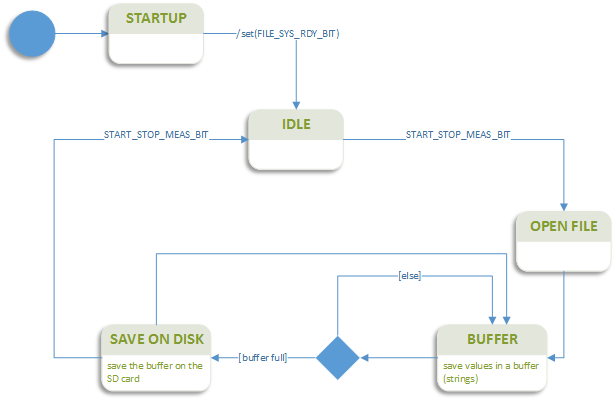 STARTUP
/set(FILE_SYS_RDY_BIT)
IDLE
START_STOP_MEAS_BIT
START_STOP_MEAS_BIT
OPEN FILE
[else]
SAVE ON DISK
save the buffer on the
SD card
[buffer full]
BUFFER
save values in a buffer
(strings)